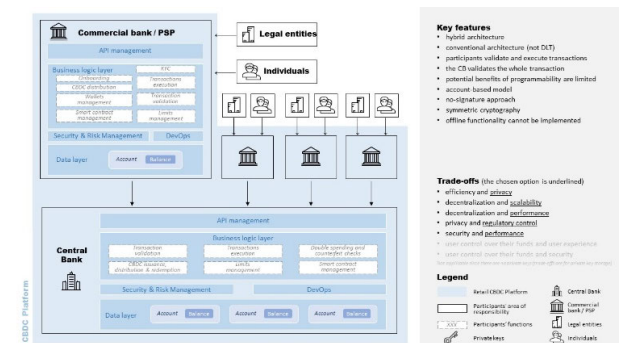 Commercial bank / PSP
API management
Business logic layer
Onboarding
CBDC distribution
Wallets
management
Smart contract
management
KYC
Transactions
execution
Transaction
validation
Limits
management
Security & Risk Management
DevOps
Data layer
Account
Balance
Legal entities
Individuals
Central
Bank
API management
Business logic layer
Transaction
validation
Transactions
execution
Double spending and
counterfeit checks
CBDC issuance,
distribution & redemption
Limits
management
Smart contract
management
Security & Risk Management
DevOps
Data layer
Account
Balance
Account
Balance
Account
Balance
CBDC Platform
Key features
• hybrid architecture
• conventional architecture (not DLT)
• participants validate and execute transactions
• the CB validates the whole transaction
• potential benefits of programmability are limited
• account-based model
• no-signature approach
• symmetric cryptography
• offline functionality cannot be implemented
Trade-offs (the chosen option is underlined)
• efficiency and privacy
• decentralization and scalability
• decentralization and performance
• privacy and regulatory control
• security and performance
• user control over their funds and user experience
• user control over their funds and security
Legend
Retail CBDC Platform
Central Bank
Participants' area of
responsibility
Commercial
bank / PSP
XXX
Participants' functions
Legal entities
Private keys
Individuals